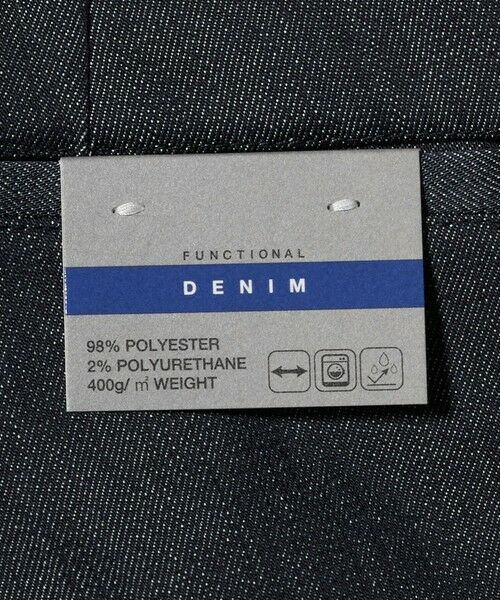 FUNCTIONAL
DENIM
98% POLYESTER
2% POLYURETHANE
400g/ ㎡ WEIGHT